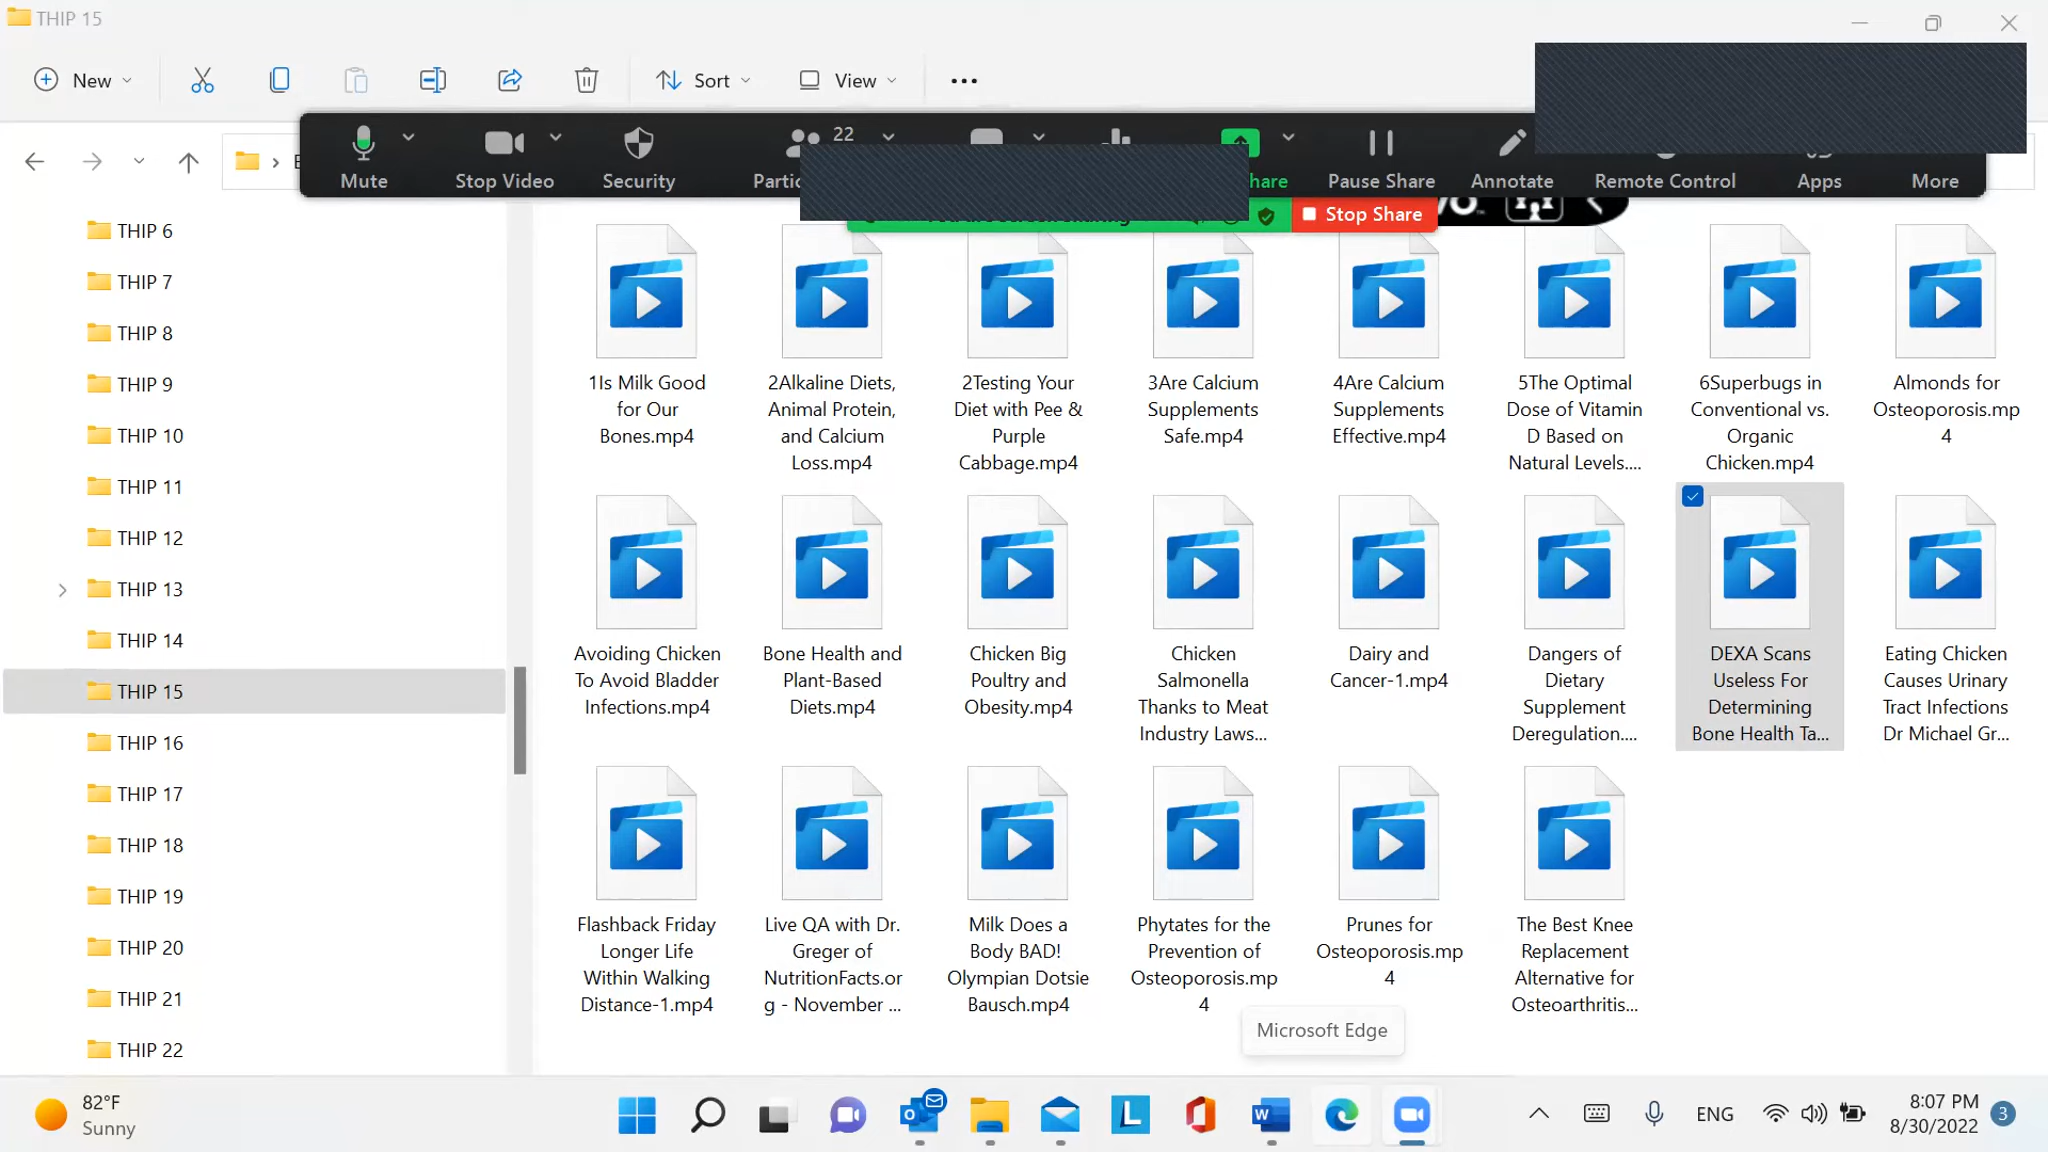 THIP 15
New
Sort
View
22
Mute
Stop Video
Security
Pause Share
Annotate
Remote Control
Apps
More
Stop Share
THIP 6
THIP 7
THIP 8
THIP 9
THIP 10
THIP 11
THIP 12
THIP 13
THIP 14
THIP 15
THIP 16
THIP 17
THIP 18
THIP 19
THIP 20
THIP 21
THIP 22
1Is Milk Good
for Our
Bones.mp4
2Alkaline Diets,
Animal Protein,
and Calcium
Loss.mp4
2Testing Your
Diet with Pee &
Purple
Cabbage.mp4
3Are Calcium
Supplements
Safe.mp4
4Are Calcium
Supplements
Effective.mp4
5The Optimal
Dose of Vitamin
D Based on
Natural Levels....
6Superbugs in
Conventional vs.
Organic
Chicken.mp4
Almonds for
Osteoporosis.mp
4
Avoiding Chicken
To Avoid Bladder
Infections.mp4
Bone Health and
Plant-Based
Diets.mp4
Chicken Big
Poultry and
Obesity.mp4
Chicken
Salmonella
Thanks to Meat
Industry Laws...
Dairy and
Cancer-1.mp4
Dangers of
Dietary
Supplement
Deregulation....
DEXA Scans
Useless For
Determining
Bone Health Ta...
Eating Chicken
Causes Urinary
Tract Infections
Dr Michael Gr...
Flashback Friday
Longer Life
Within Walking
Distance-1.mp4
Live QA with Dr.
Greger of
NutritionFacts.or
g - November ...
Milk Does a
Body BAD!
Olympian Dotsie
Bausch.mp4
Phytates for the
Prevention of
Osteoporosis.mp
4
Prunes for
Osteoporosis.mp
4
The Best Knee
Replacement
Alternative for
Osteoarthritis...
Microsoft Edge
82°F
Sunny
ENG
8:07 PM
8/30/2022
3